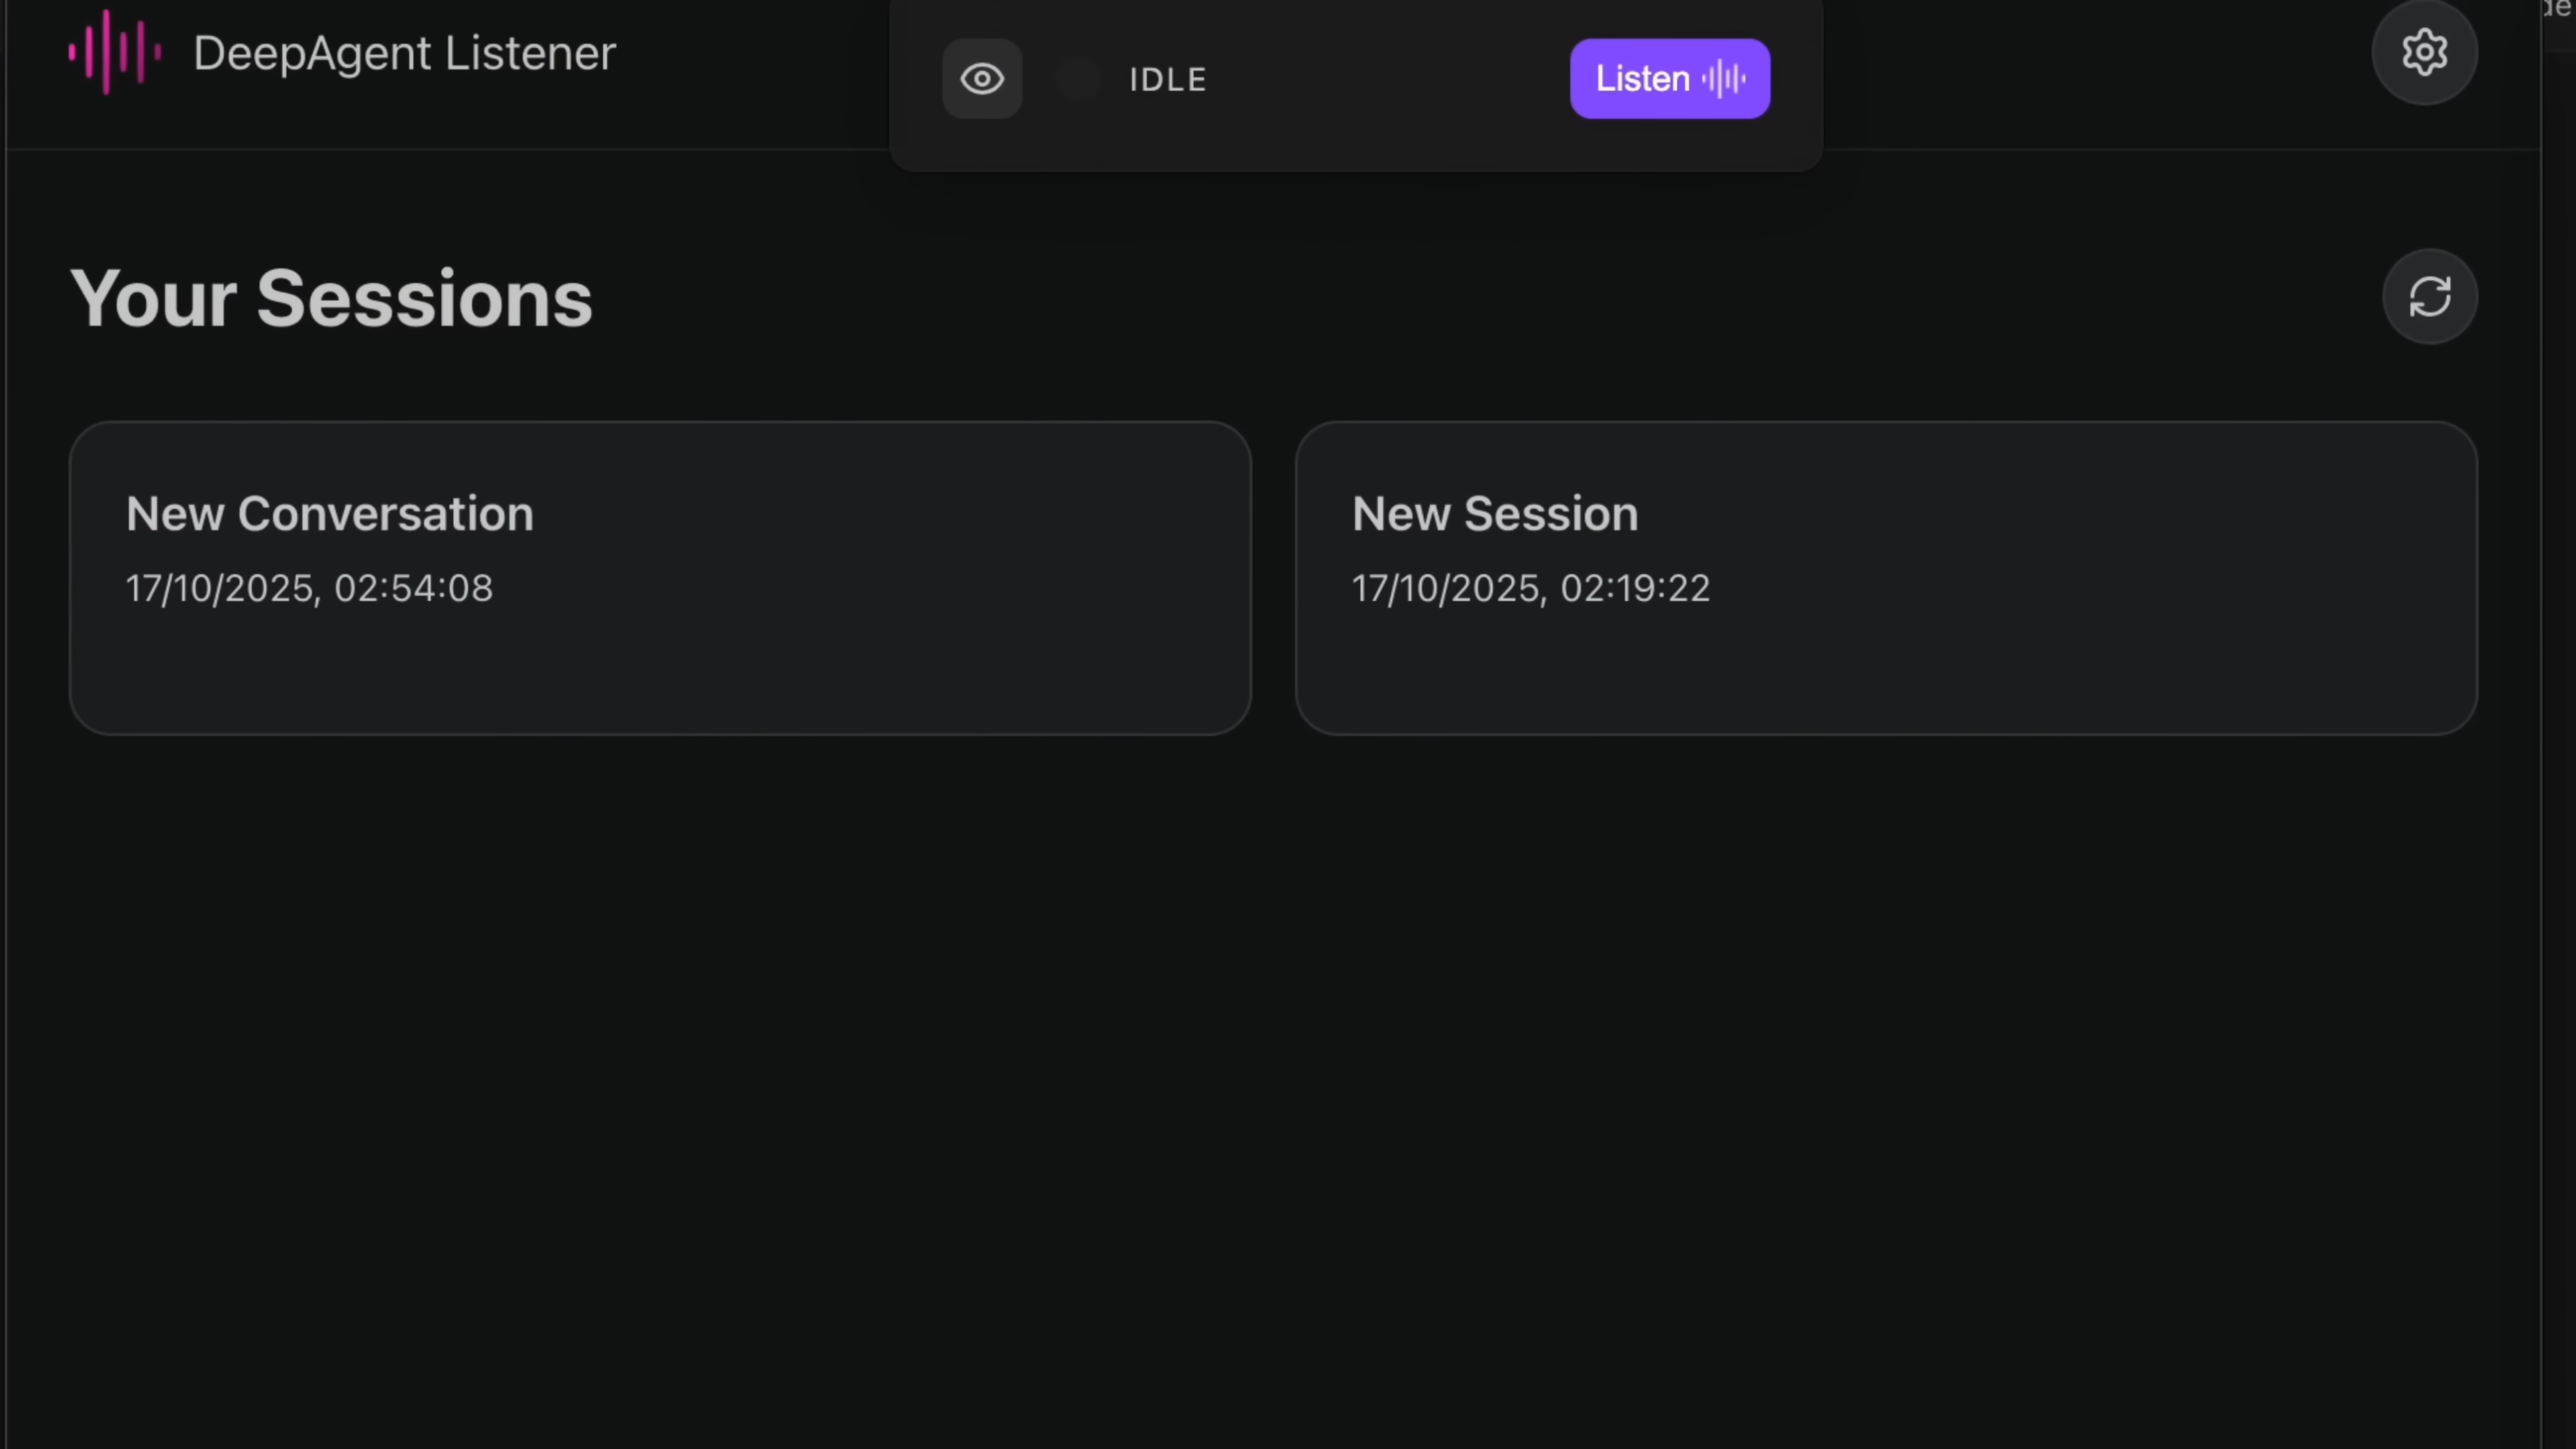 DeepAgent Listener
IDLE
Listen
de
Your Sessions
New Conversation
17/10/2025, 02:54:08
New Session
17/10/2025, 02:19:22